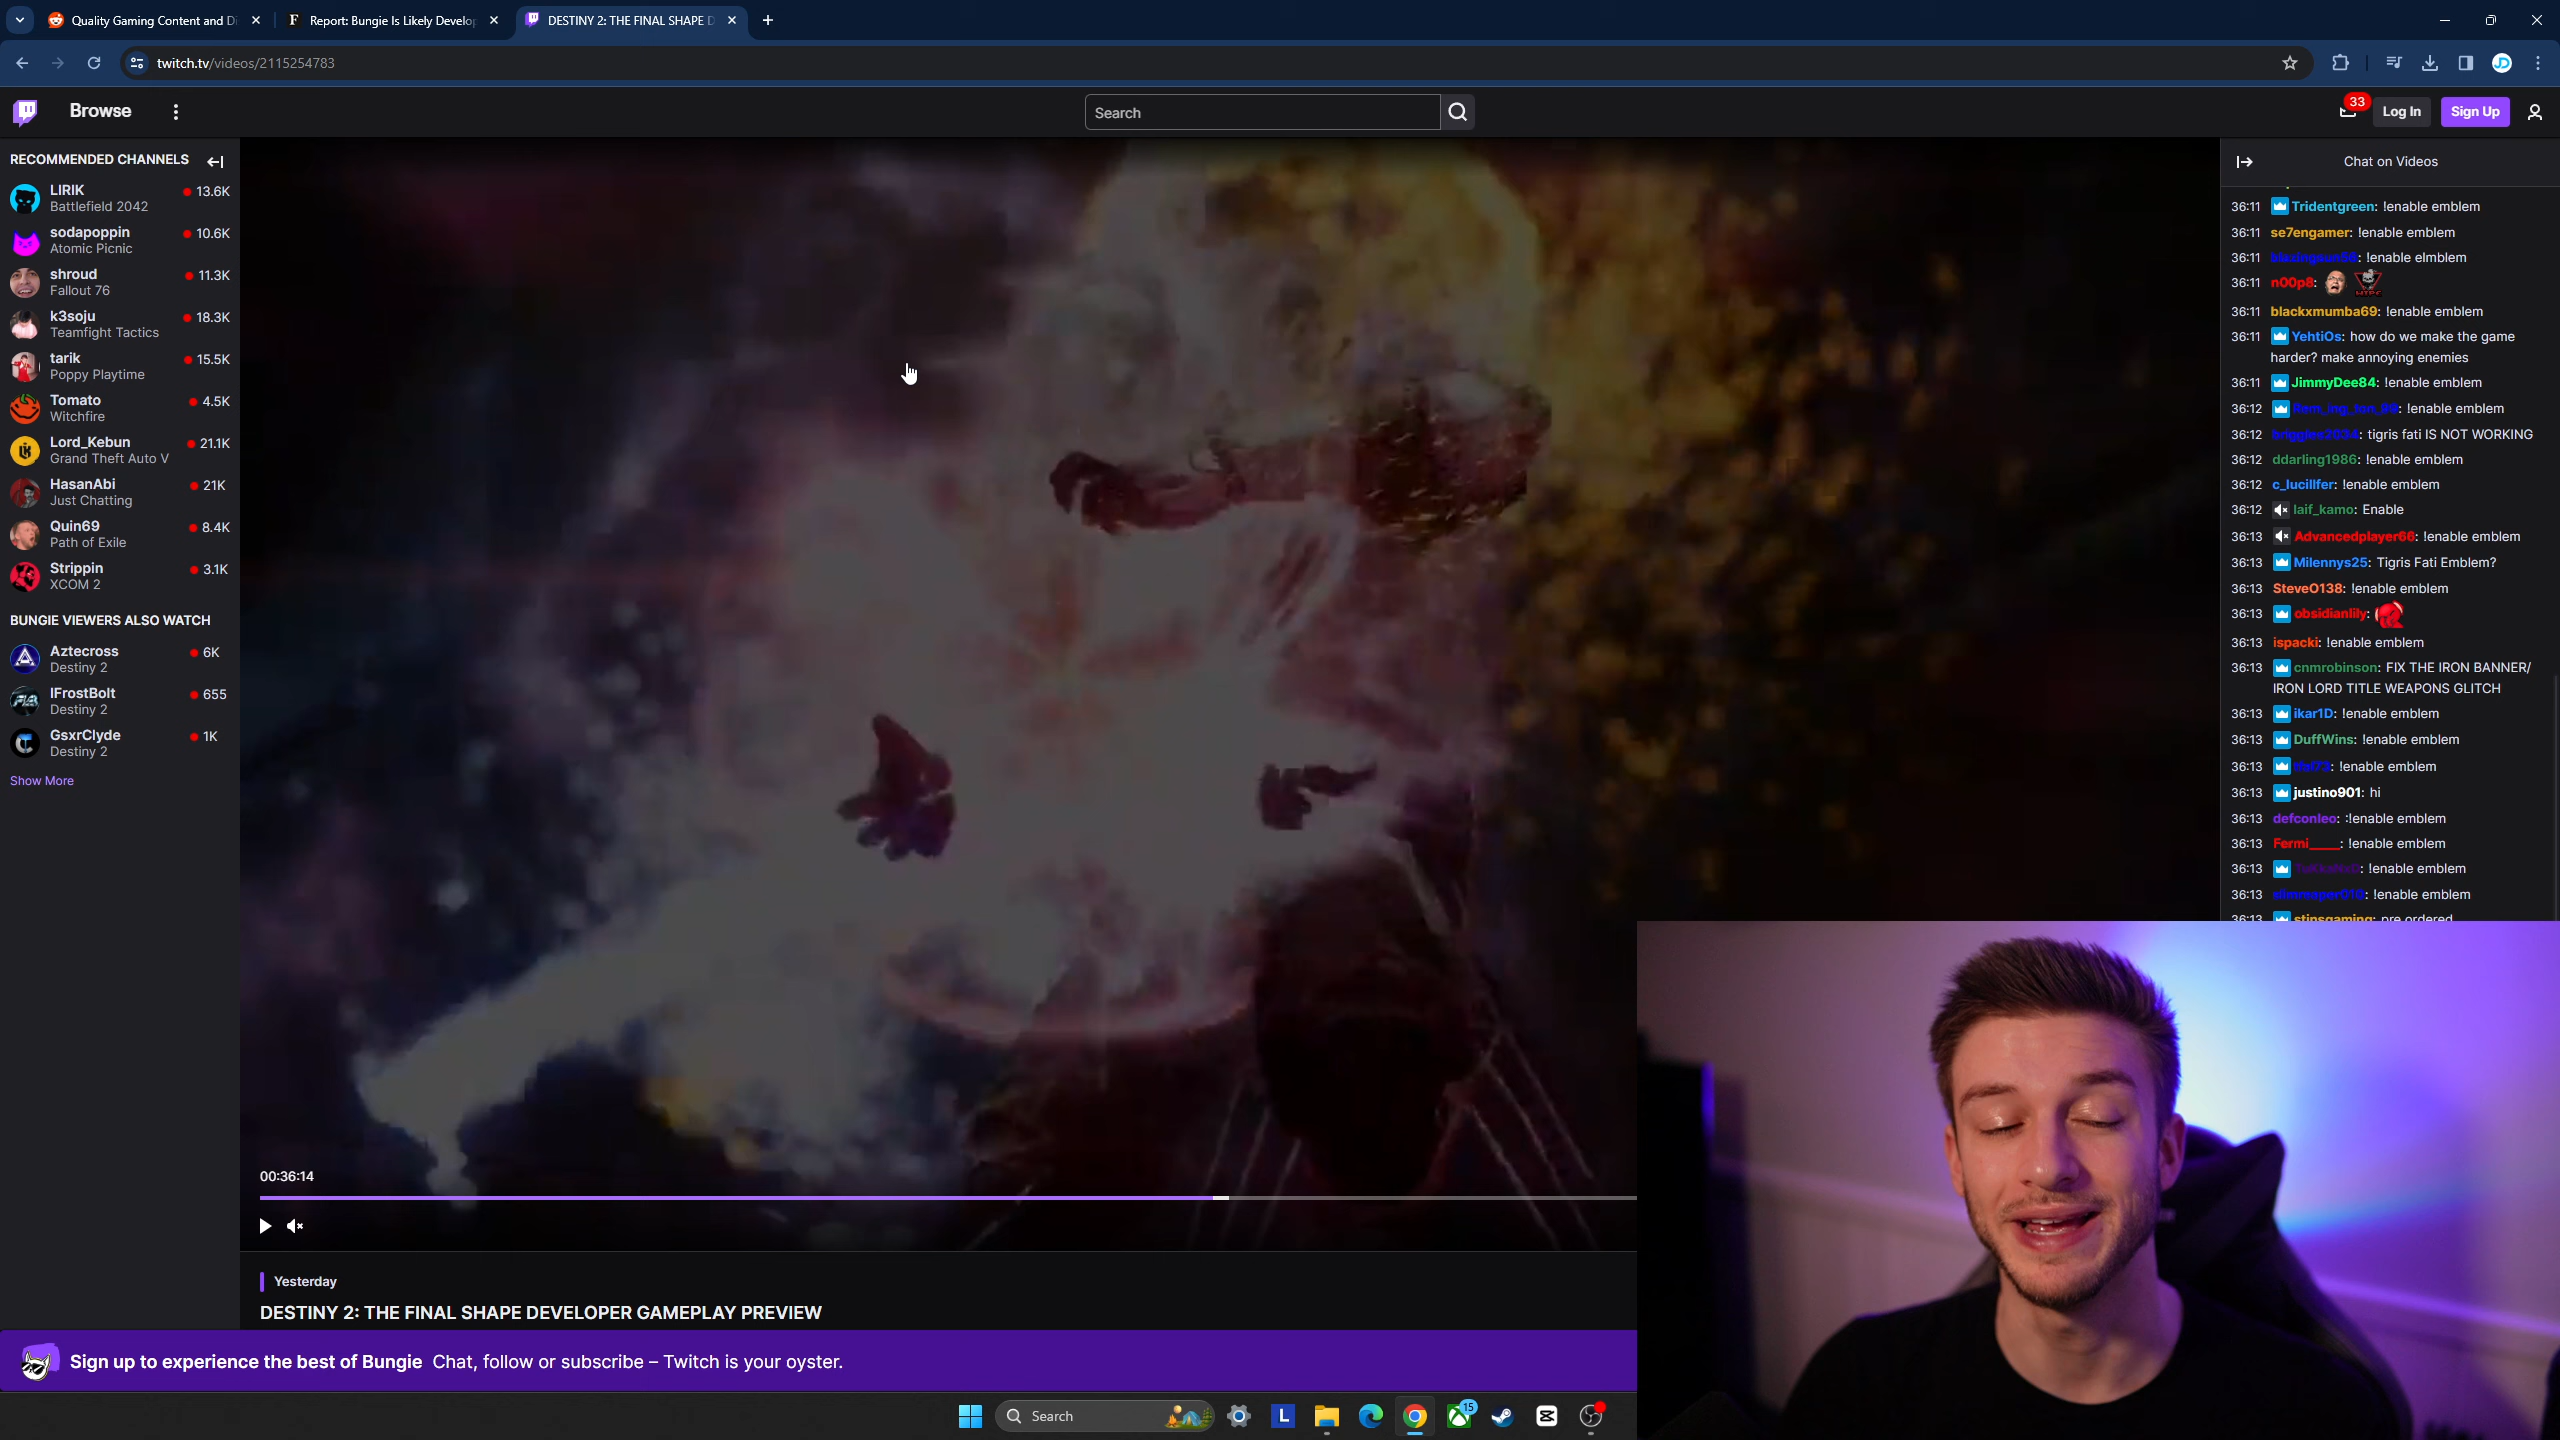 Quality Gaming Content and D
Report: Bungie Is Likely Develop
DESTINY 2: THE FINAL SHAPE D
twitch.tv/videos/2115254783
Browse
Search
33
Log In
Sign Up
RECOMMENDED CHANNELS
LIRIK 13.6K
Battlefield 2042
sodapoppin 10.6K
Atomic Picnic
shroud 11.3K
Fallout 76
k3soju 18.3K
Teamfight Tactics
tarik 15.5K
Poppy Playtime
Tomato 4.5K
Witchfire
Lord_Kebun 21.1K
Grand Theft Auto V
HasanAbi 21K
Just Chatting
Quin69 8.4K
Path of Exile
Strippin 3.1K
XCOM 2
BUNGIE VIEWERS ALSO WATCH
Aztecross 6K
Destiny 2
IFrostBolt 655
Destiny 2
GsxrClyde 1K
Destiny 2
Show More
00:36:14
Yesterday
DESTINY 2: THE FINAL SHAPE DEVELOPER GAMEPLAY PREVIEW
Sign up to experience the best of Bungie Chat, follow or subscribe – Twitch is your oyster.
Chat on Videos
36:11 Tridentgreen: !enable emblem
36:11 se7engamer: !enable emblem
36:11 : !enable elmblem
36:11 n00p8:
36:11 blackxmumba69: !enable emblem
36:11 YehtiOs: how do we make the game
harder? make annoying enemies
36:11 JimmyDee84: !enable emblem
36:12 : !enable emblem
36:12 : tigris fati IS NOT WORKING
36:12 ddarling1986: !enable emblem
36:12 c_lucillfer: !enable emblem
36:12 laif_kamo: Enable
36:13 Advancedplayer66: !enable emblem
36:13 Milennys25: Tigris Fati Emblem?
36:13 SteveO138: !enable emblem
36:13 obsidianlily:
36:13 ispacki: !enable emblem
36:13 cnmrobinson: FIX THE IRON BANNER/
IRON LORD TITLE WEAPONS GLITCH
36:13 ikar1D: !enable emblem
36:13 DuffWins: !enable emblem
36:13 : !enable emblem
36:13 justino901: hi
36:13 defconleo: :!enable emblem
36:13 Fermi____: !enable emblem
36:13 : !enable emblem
36:13 : !enable emblem
36:13 stipsgaming: pre ordered
Search
L
15